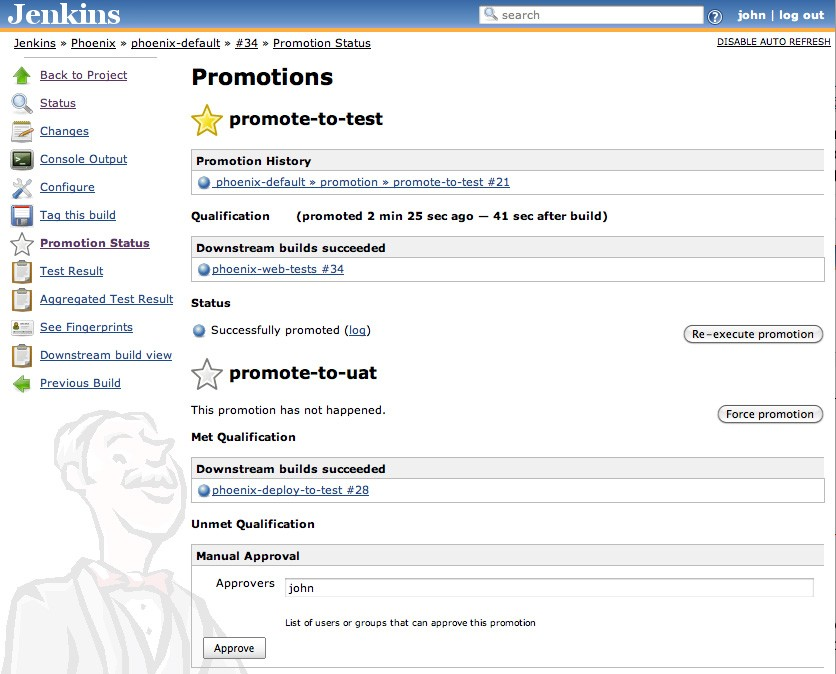 Jenkins
search
john | log out
Jenkins » Phoenix » phoenix-default » #34 » Promotion Status
DISABLE AUTO REFRESH
Back to Project
Status
Changes
Console Output
Configure
Tag this build
Promotion Status
Test Result
Aggregated Test Result
See Fingerprints
Downstream build view
Previous Build
Promotions
promote-to-test
Promotion History
phoenix-default » promotion » promote-to-test #21
Qualification (promoted 2 min 25 sec ago — 41 sec after build)
Downstream builds succeeded
phoenix-web-tests #34
Status
Successfully promoted (log)
Re-execute promotion
promote-to-uat
This promotion has not happened.
Force promotion
Met Qualification
Downstream builds succeeded
phoenix-deploy-to-test #28
Unmet Qualification
Manual Approval
Approvers john
List of users or groups that can approve this promotion
Approve